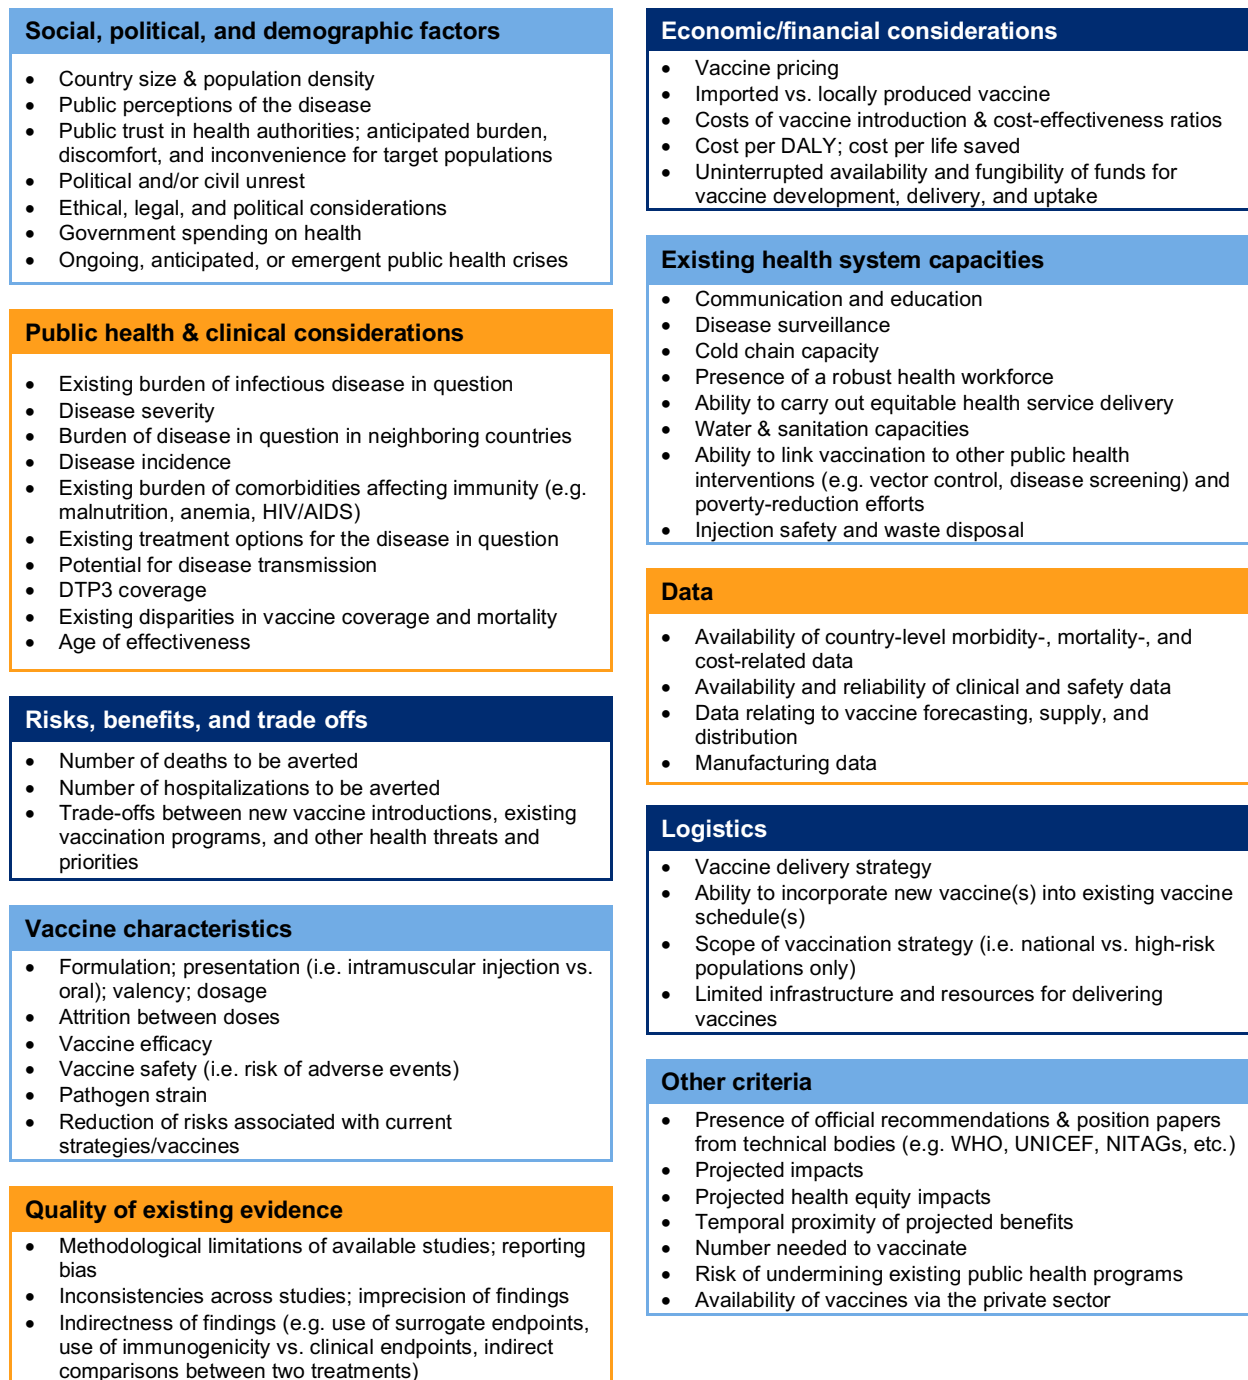 Social, political, and demographic factors
• Country size & population density
• Public perceptions of the disease
• Public trust in health authorities; anticipated burden,
discomfort, and inconvenience for target populations
• Political and/or civil unrest
• Ethical, legal, and political considerations
• Government spending on health
• Ongoing, anticipated, or emergent public health crises
Public health & clinical considerations
• Existing burden of infectious disease in question
• Disease severity
• Burden of disease in question in neighboring countries
• Disease incidence
• Existing burden of comorbidities affecting immunity (e.g.
malnutrition, anemia, HIV/AIDS)
• Existing treatment options for the disease in question
• Potential for disease transmission
• DTP3 coverage
• Existing disparities in vaccine coverage and mortality
• Age of effectiveness
Risks, benefits, and trade offs
• Number of deaths to be averted
• Number of hospitalizations to be averted
• Trade-offs between new vaccine introductions, existing
vaccination programs, and other health threats and
priorities
Vaccine characteristics
• Formulation; presentation (i.e. intramuscular injection vs.
oral); valency; dosage
• Attrition between doses
• Vaccine efficacy
• Vaccine safety (i.e. risk of adverse events)
• Pathogen strain
• Reduction of risks associated with current
strategies/vaccines
Quality of existing evidence
• Methodological limitations of available studies; reporting
bias
• Inconsistencies across studies; imprecision of findings
• Indirectness of findings (e.g. use of surrogate endpoints,
use of immunogenicity vs. clinical endpoints, indirect
comparisons between two treatments)
Economic/financial considerations
• Vaccine pricing
• Imported vs. locally produced vaccine
• Costs of vaccine introduction & cost-effectiveness ratios
• Cost per DALY; cost per life saved
• Uninterrupted availability and fungibility of funds for
vaccine development, delivery, and uptake
Existing health system capacities
• Communication and education
• Disease surveillance
• Cold chain capacity
• Presence of a robust health workforce
• Ability to carry out equitable health service delivery
• Water & sanitation capacities
• Ability to link vaccination to other public health
interventions (e.g. vector control, disease screening) and
poverty-reduction efforts
• Injection safety and waste disposal
Data
• Availability of country-level morbidity-, mortality-, and
cost-related data
• Availability and reliability of clinical and safety data
• Data relating to vaccine forecasting, supply, and
distribution
• Manufacturing data
Logistics
• Vaccine delivery strategy
• Ability to incorporate new vaccine(s) into existing vaccine
schedule(s)
• Scope of vaccination strategy (i.e. national vs. high-risk
populations only)
• Limited infrastructure and resources for delivering
vaccines
Other criteria
• Presence of official recommendations & position papers
from technical bodies (e.g. WHO, UNICEF, NITAGs, etc.)
• Projected impacts
• Projected health equity impacts
• Temporal proximity of projected benefits
• Number needed to vaccinate
• Risk of undermining existing public health programs
• Availability of vaccines via the private sector